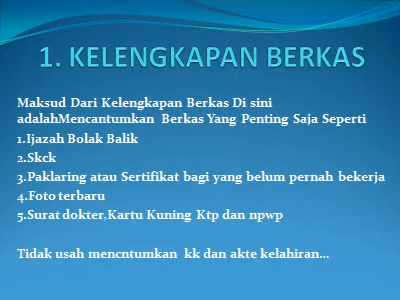 1. KELENGKAPAN BERKAS
Maksud Dari Kelengkapan Berkas Di sini
adalahMencantumkan Berkas Yang Penting Saja Seperti
1.Ijazah Bolak Balik
2.Skck
3.Paklaring atau Sertifikat bagi yang belum pernah bekerja
4.Foto terbaru
5.Surat dokter,Kartu Kuning Ktp dan npwp
Tidak usah mencntumkan kk dan akte kelahiran...